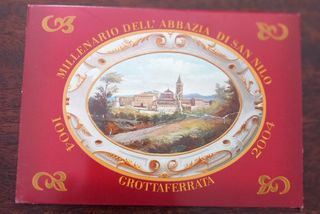 MILLENARIO DELL' ABBAZIA DI SAN NILO
1004
2004
GROTTAFERRATA